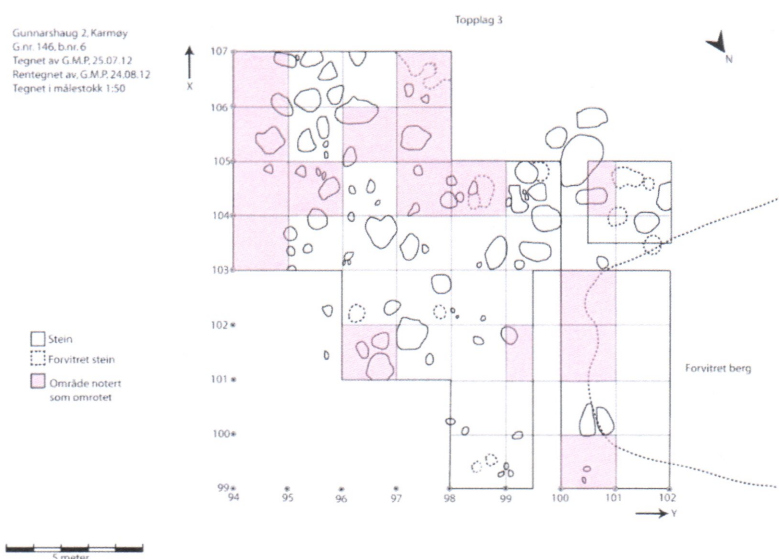 Topplag 3
Gunnarshaug 2, Karmøy
G.nr. 146, b.nr. 6
Tegnet av G.M.P, 25.07.12
Rentegnet av, G.M.P, 24.08.12
Tegnet i målestokk 1:50
X
N
107
106
105
104
103
102
101
100
99
Stein
Forvitret stein
Område notert
som omrotet
Forvitret berg
94 95 96 97 98 99 100 101 102
Y
5 meter